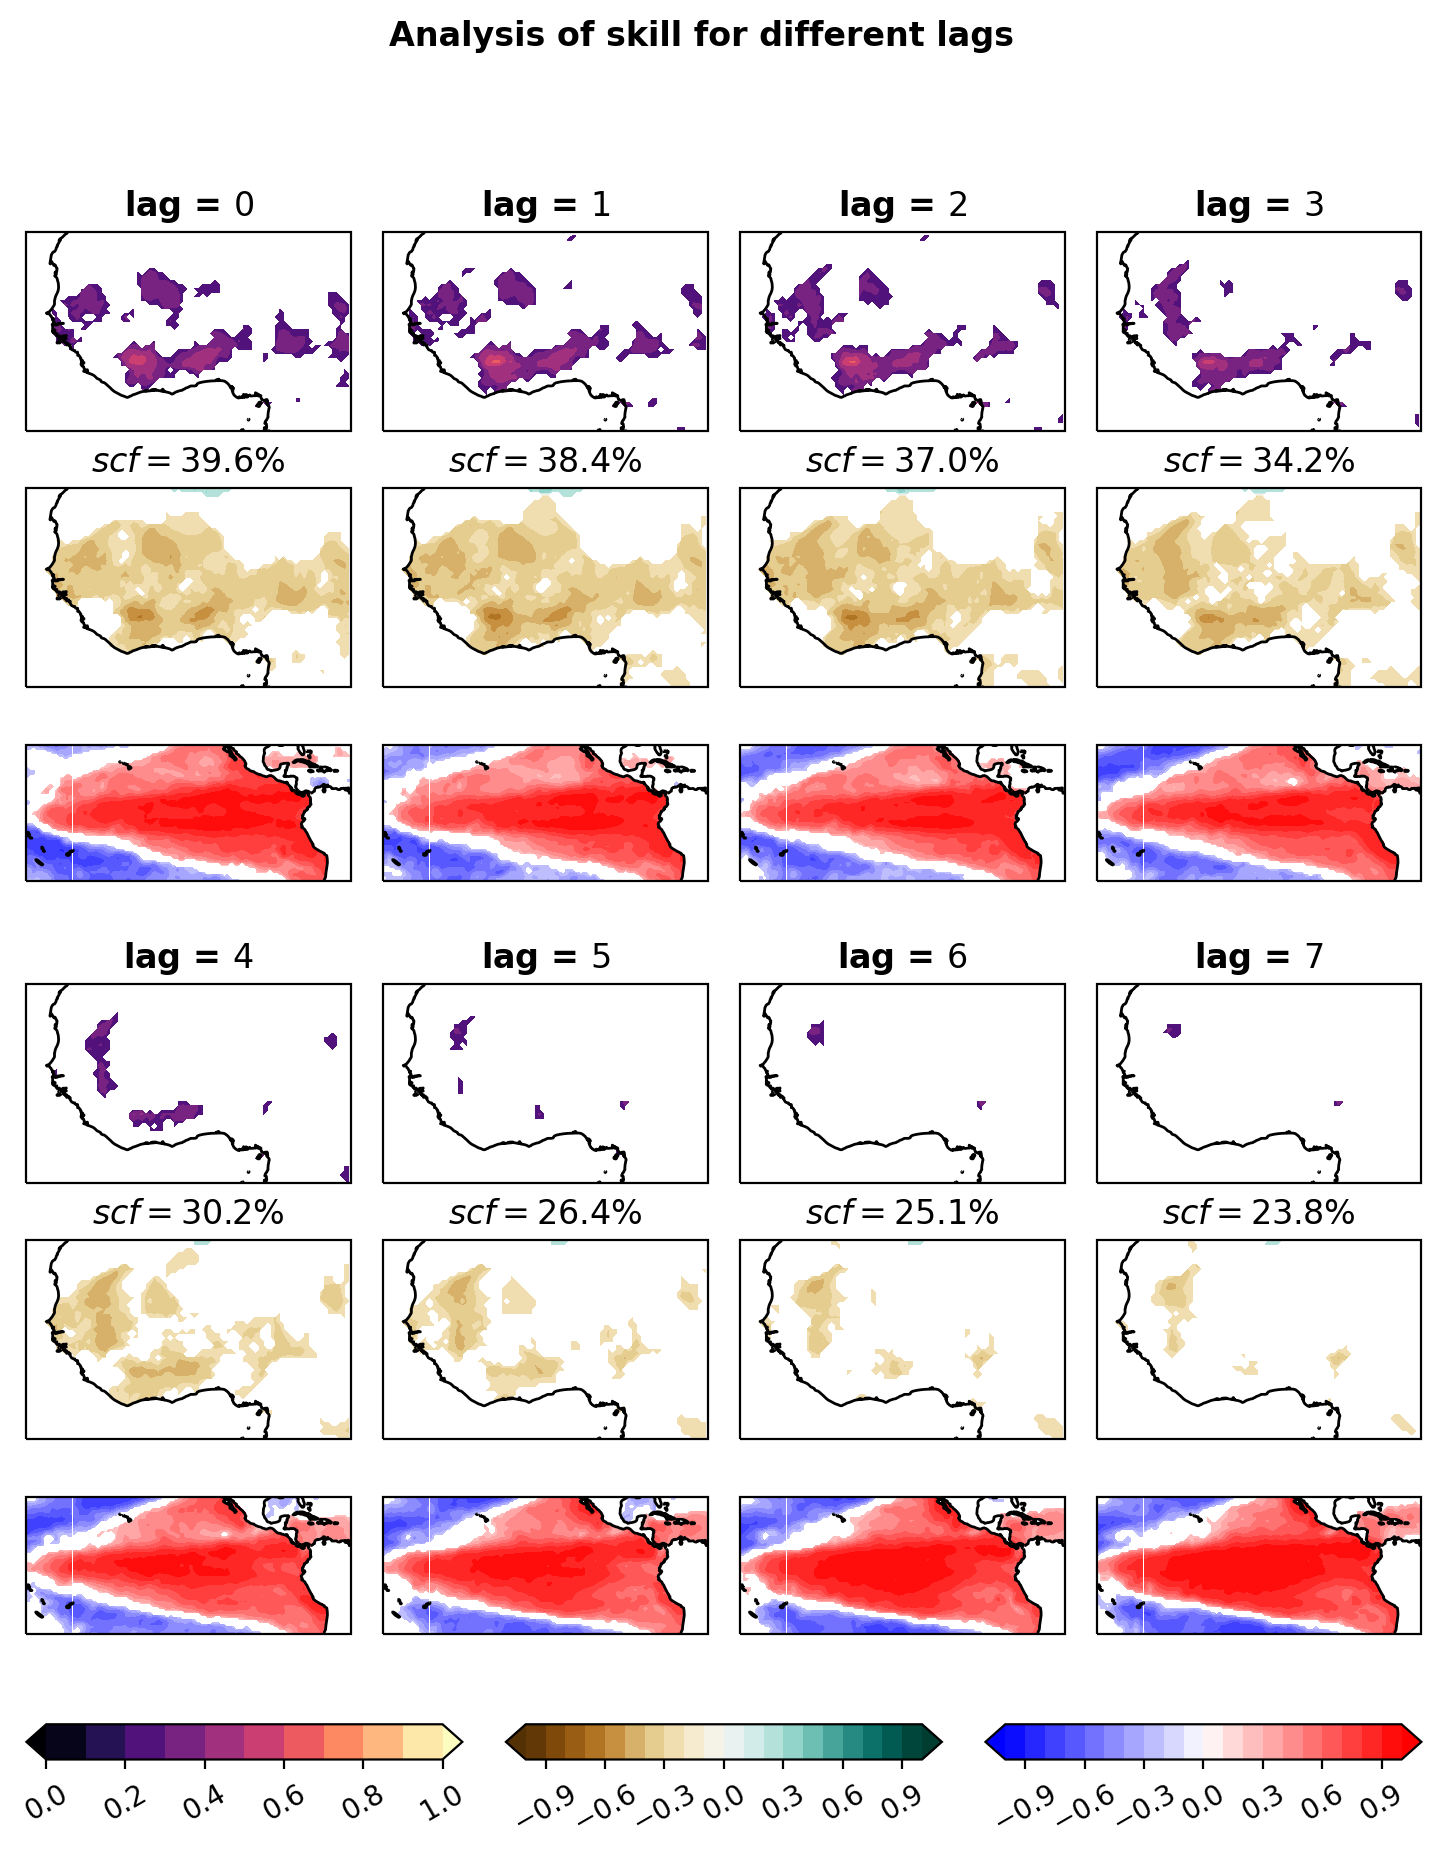 Analysis of skill for different lags
lag = 0 lag = 1 lag = 2 lag = 3
scf = 39.6% scf = 38.4% scf = 37.0% scf = 34.2%
lag = 4 lag = 5 lag = 6 lag = 7
scf = 30.2% scf = 26.4% scf = 25.1% scf = 23.8%
0.0 0.2 0.4 0.6 0.8 1.0 −0.9 −0.6 −0.3 0.0 0.3 0.6 0.9 −0.9 −0.6 −0.3 0.0 0.3 0.6 0.9